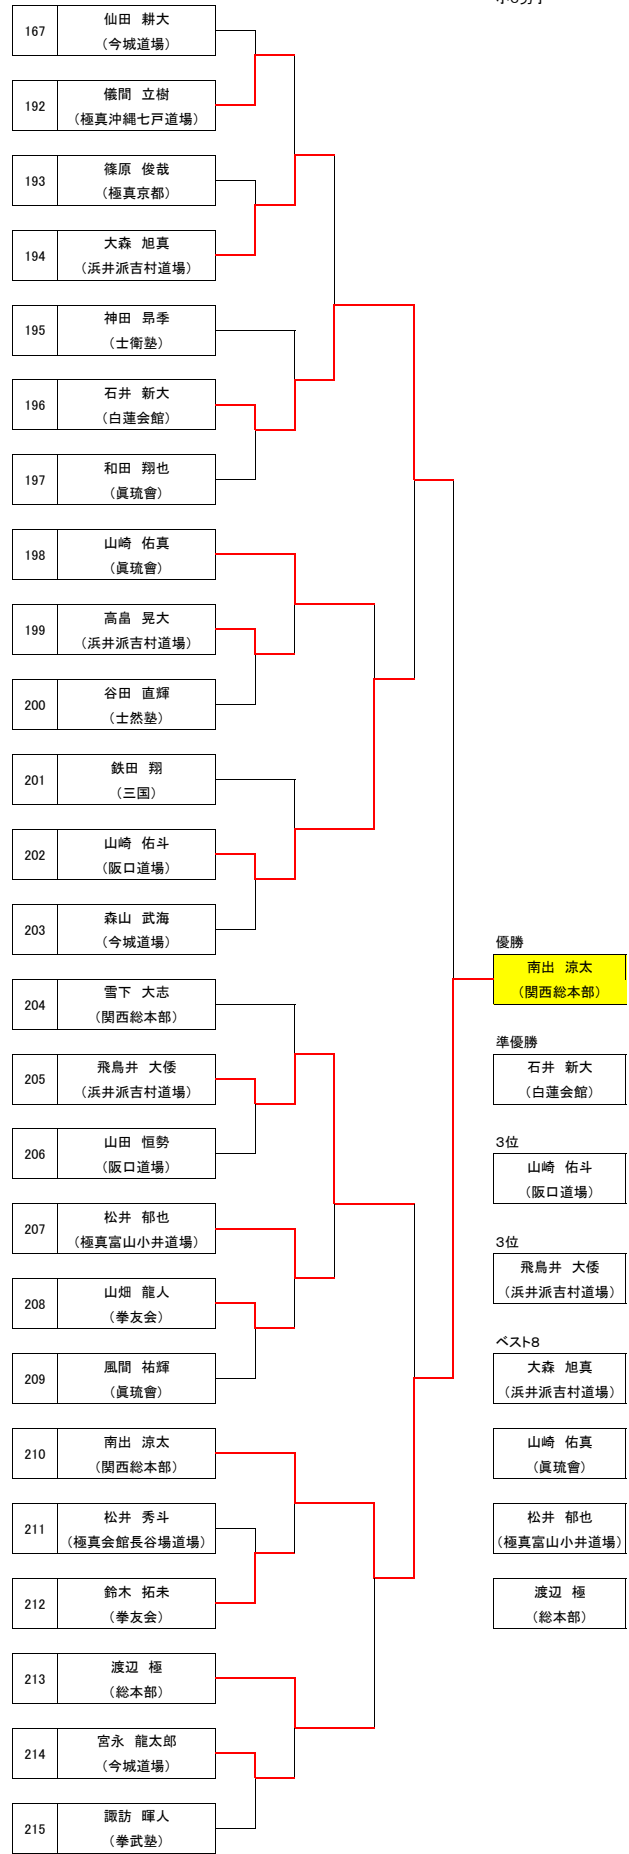 167
仙田 耕大
（今城道場）
192
儀間 立樹
（極真沖縄七戸道場）
193
篠原 俊哉
（極真京都）
194
大森 旭真
（浜井派吉村道場）
195
神田 昂季
（士衛塾）
196
石井 新大
（白蓮会館）
197
和田 翔也
（眞琉會）
198
山崎 佑真
（眞琉會）
199
高畠 晃大
（浜井派吉村道場）
200
谷田 直輝
（士然塾）
201
鉄田 翔
（三国）
202
山崎 佑斗
（阪口道場）
203
森山 武海
（今城道場）
204
雪下 大志
（関西総本部）
205
飛鳥井 大倭
（浜井派吉村道場）
206
山田 恒勢
（阪口道場）
207
松井 郁也
（極真富山小井道場）
208
山畑 龍人
（拳友会）
209
風間 祐輝
（眞琉會）
210
南出 涼太
（関西総本部）
211
松井 秀斗
（極真会館長谷場道場）
212
鈴木 拓未
（拳友会）
213
渡辺 極
（総本部）
214
宮永 龍太郎
（今城道場）
215
諏訪 暉人
（拳武塾）
優勝
南出 涼太
（関西総本部）
準優勝
石井 新大
（白蓮会館）
3位
山崎 佑斗
（阪口道場）
3位
飛鳥井 大倭
（浜井派吉村道場）
ベスト8
大森 旭真
（浜井派吉村道場）
山崎 佑真
（眞琉會）
松井 郁也
（極真富山小井道場）
渡辺 極
（総本部）